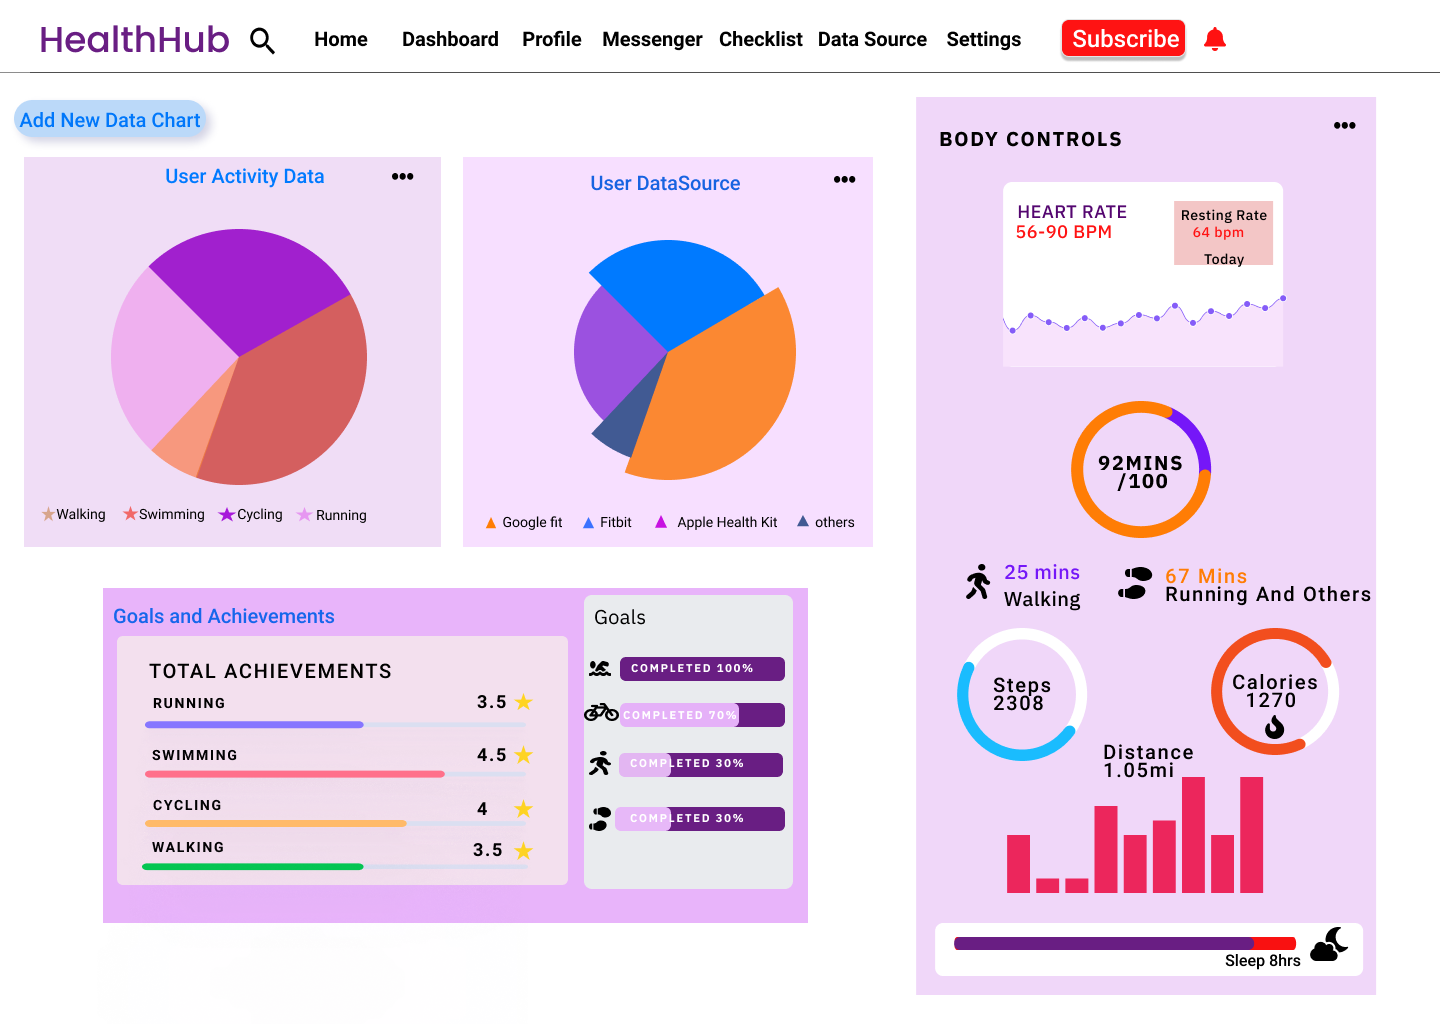 HealthHub
Home Dashboard Profile Messenger Checklist Data Source Settings Subscribe
Add New Data Chart
User Activity Data
Walking Swimming Cycling Running
User DataSource
Google fit Fitbit Apple Health Kit others
Goals and Achievements
TOTAL ACHIEVEMENTS
RUNNING 3.5
SWIMMING 4.5
CYCLING 4
WALKING 3.5
Goals
COMPLETED 100%
COMPLETED 70%
COMPLETED 30%
COMPLETED 30%
BODY CONTROLS
HEART RATE
56-90 BPM
Resting Rate
64 bpm
Today
92MINS
/100
25 mins
Walking
67 Mins
Running And Others
Steps
2308
Calories
1270
Distance
1.05mi
Sleep 8hrs